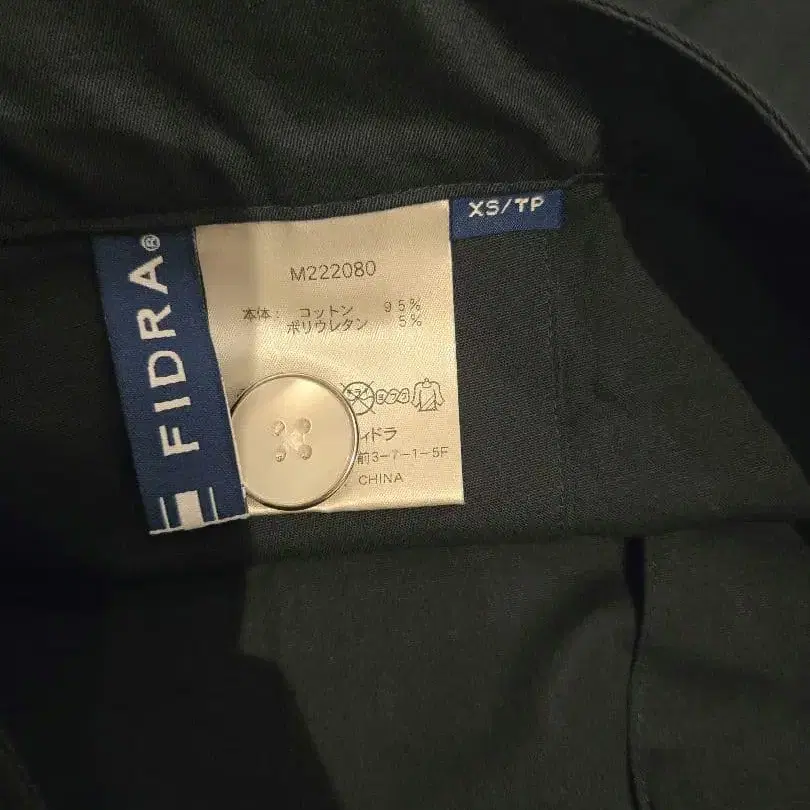 FIDRA®
XS/TP
M222080
本体: コットン 95%
ポリウレタン 5%
ィドラ
前3-7-1-5F
CHINA